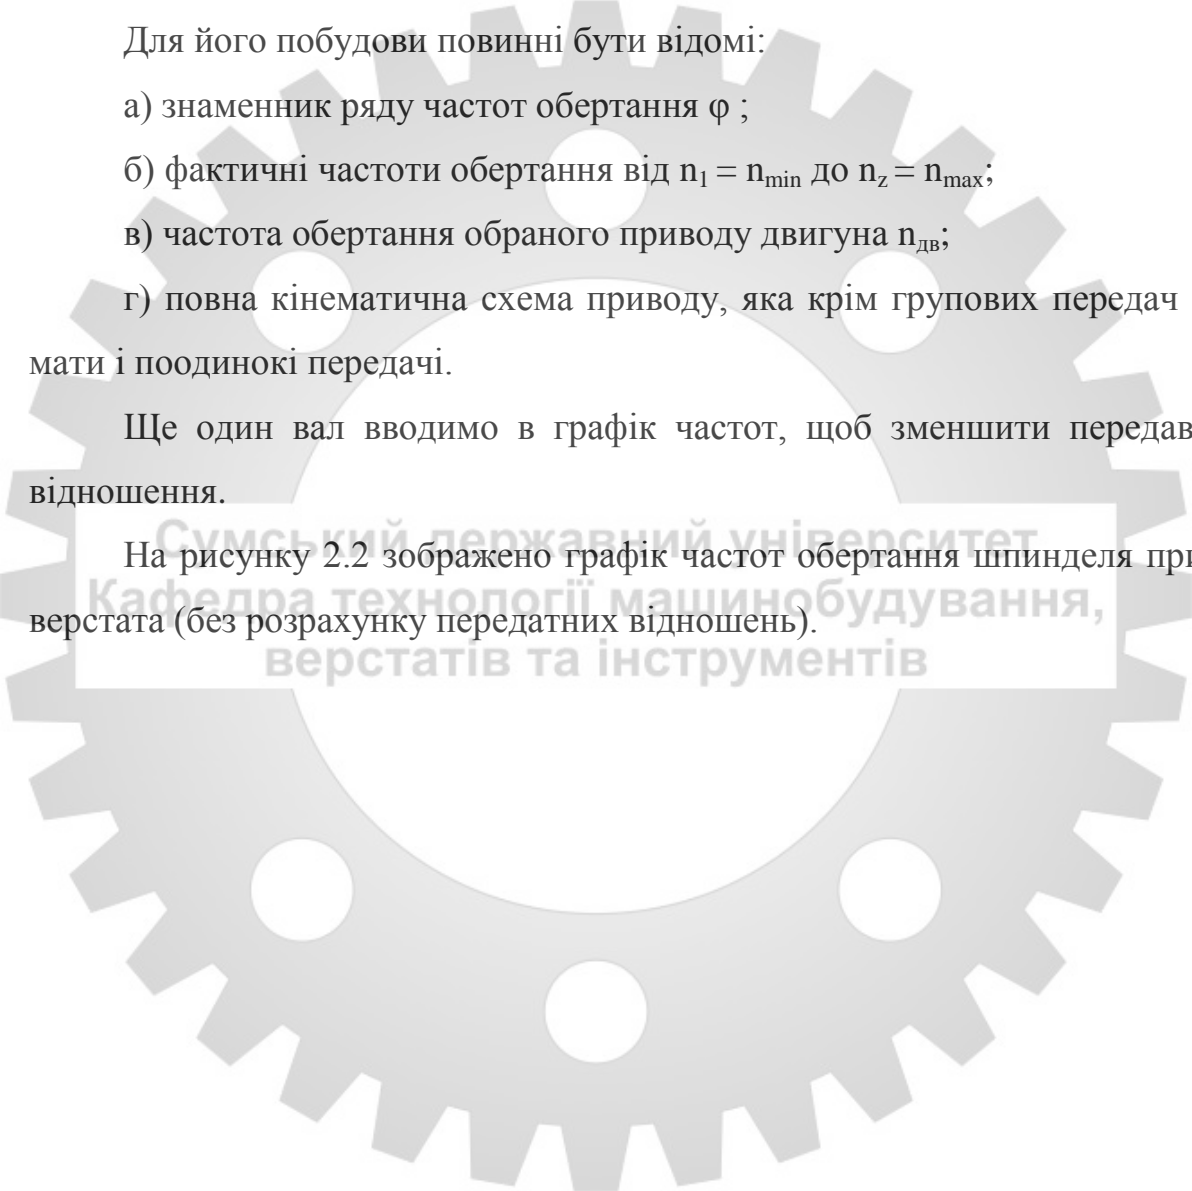 Для його побудови повинні бути відомі:
а) знаменник ряду частот обертання φ ;
б) фактичні частоти обертання від n₁ = nmin до nz = nmax;
в) частота обертання обраного приводу двигуна nдв;
г) повна кінематична схема приводу, яка крім групових передач
мати і поодинокі передачі.
Ще один вал вводимо в графік частот, щоб зменшити передав
відношення.
Сумський державний університет
На рисунку 2.2 зображено графік частот обертання шпинделя при
Кафедра технології машинобудування,
верстата (без розрахунку передатних відношень).
верстатів та інструментів